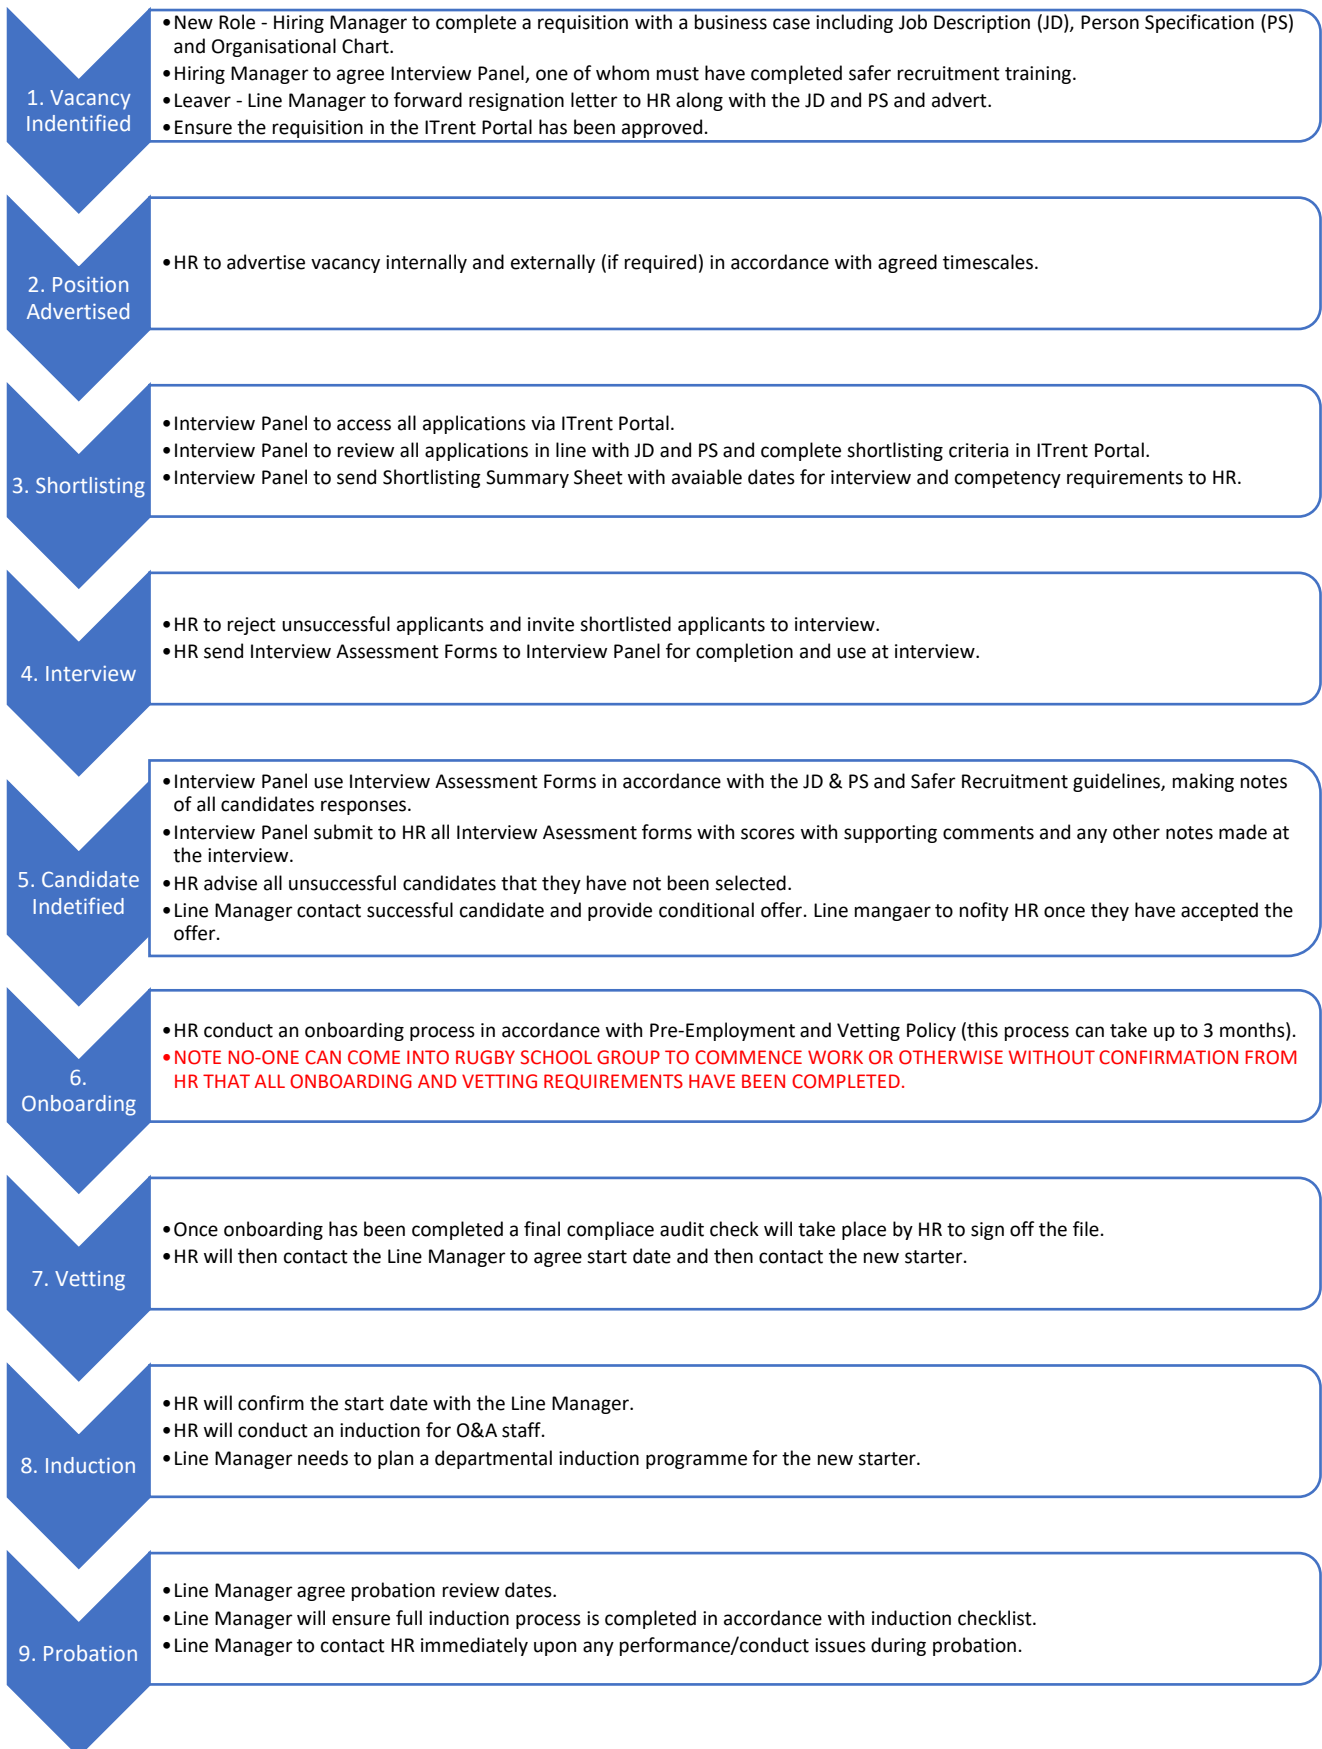 1. Vacancy
Indentified
•New Role - Hiring Manager to complete a requisition with a business case including Job Description (JD), Person Specification (PS)
and Organisational Chart.
•Hiring Manager to agree Interview Panel, one of whom must have completed safer recruitment training.
•Leaver - Line Manager to forward resignation letter to HR along with the JD and PS and advert.
•Ensure the requisition in the ITrent Portal has been approved.
2. Position
Advertised
•HR to advertise vacancy internally and externally (if required) in accordance with agreed timescales.
3. Shortlisting
•Interview Panel to access all applications via ITrent Portal.
•Interview Panel to review all applications in line with JD and PS and complete shortlisting criteria in ITrent Portal.
•Interview Panel to send Shortlisting Summary Sheet with avaiable dates for interview and competency requirements to HR.
4. Interview
•HR to reject unsuccessful applicants and invite shortlisted applicants to interview.
•HR send Interview Assessment Forms to Interview Panel for completion and use at interview.
5. Candidate
Indetified
•Interview Panel use Interview Assessment Forms in accordance with the JD & PS and Safer Recruitment guidelines, making notes
of all candidates responses.
•Interview Panel submit to HR all Interview Asessment forms with scores with supporting comments and any other notes made at
the interview.
•HR advise all unsuccessful candidates that they have not been selected.
•Line Manager contact successful candidate and provide conditional offer. Line mangaer to nofity HR once they have accepted the
offer.
6.
Onboarding
•HR conduct an onboarding process in accordance with Pre-Employment and Vetting Policy (this process can take up to 3 months).
•NOTE NO-ONE CAN COME INTO RUGBY SCHOOL GROUP TO COMMENCE WORK OR OTHERWISE WITHOUT CONFIRMATION FROM
HR THAT ALL ONBOARDING AND VETTING REQUIREMENTS HAVE BEEN COMPLETED.
7. Vetting
•Once onboarding has been completed a final compliace audit check will take place by HR to sign off the file.
•HR will then contact the Line Manager to agree start date and then contact the new starter.
8. Induction
•HR will confirm the start date with the Line Manager.
•HR will conduct an induction for O&A staff.
•Line Manager needs to plan a departmental induction programme for the new starter.
9. Probation
•Line Manager agree probation review dates.
•Line Manager will ensure full induction process is completed in accordance with induction checklist.
•Line Manager to contact HR immediately upon any performance/conduct issues during probation.